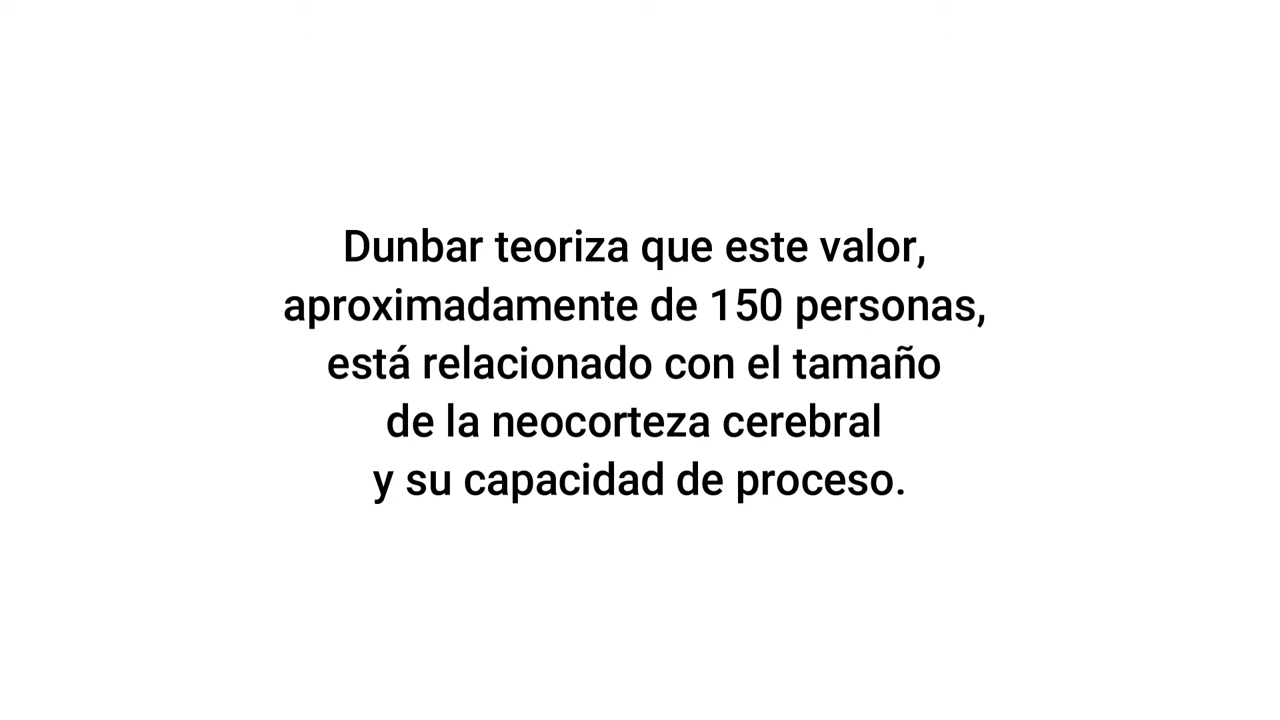 Dunbar teoriza que este valor,
aproximadamente de 150 personas,
está relacionado con el tamaño
de la neocorteza cerebral
y su capacidad de proceso.